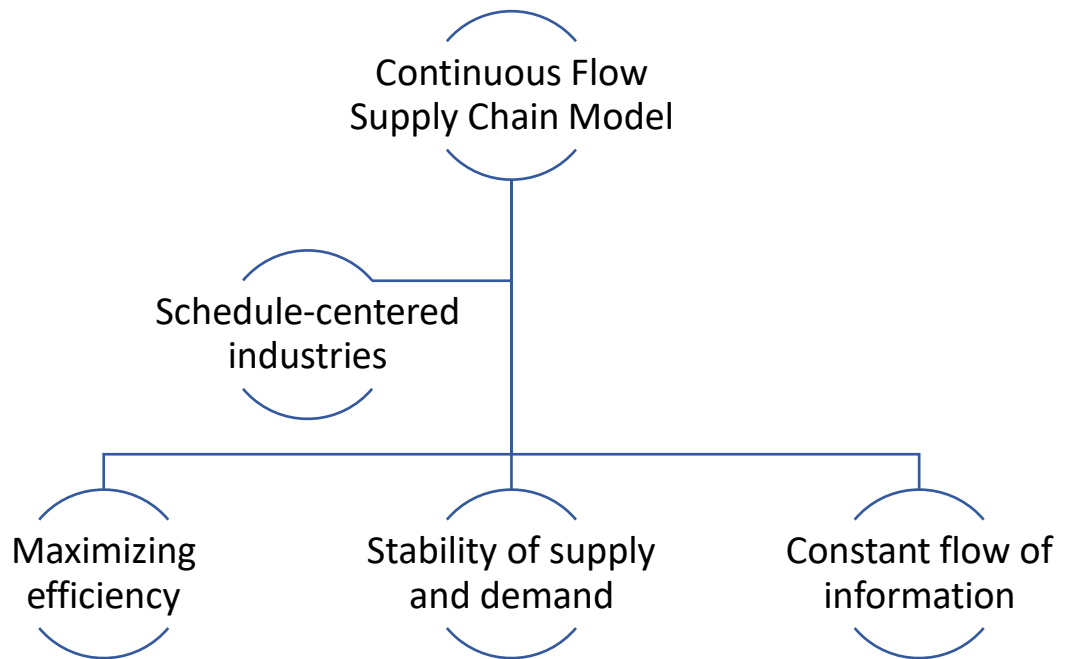 Continuous Flow
Supply Chain Model
Schedule-centered
industries
Maximizing
efficiency
Stability of supply
and demand
Constant flow of
information